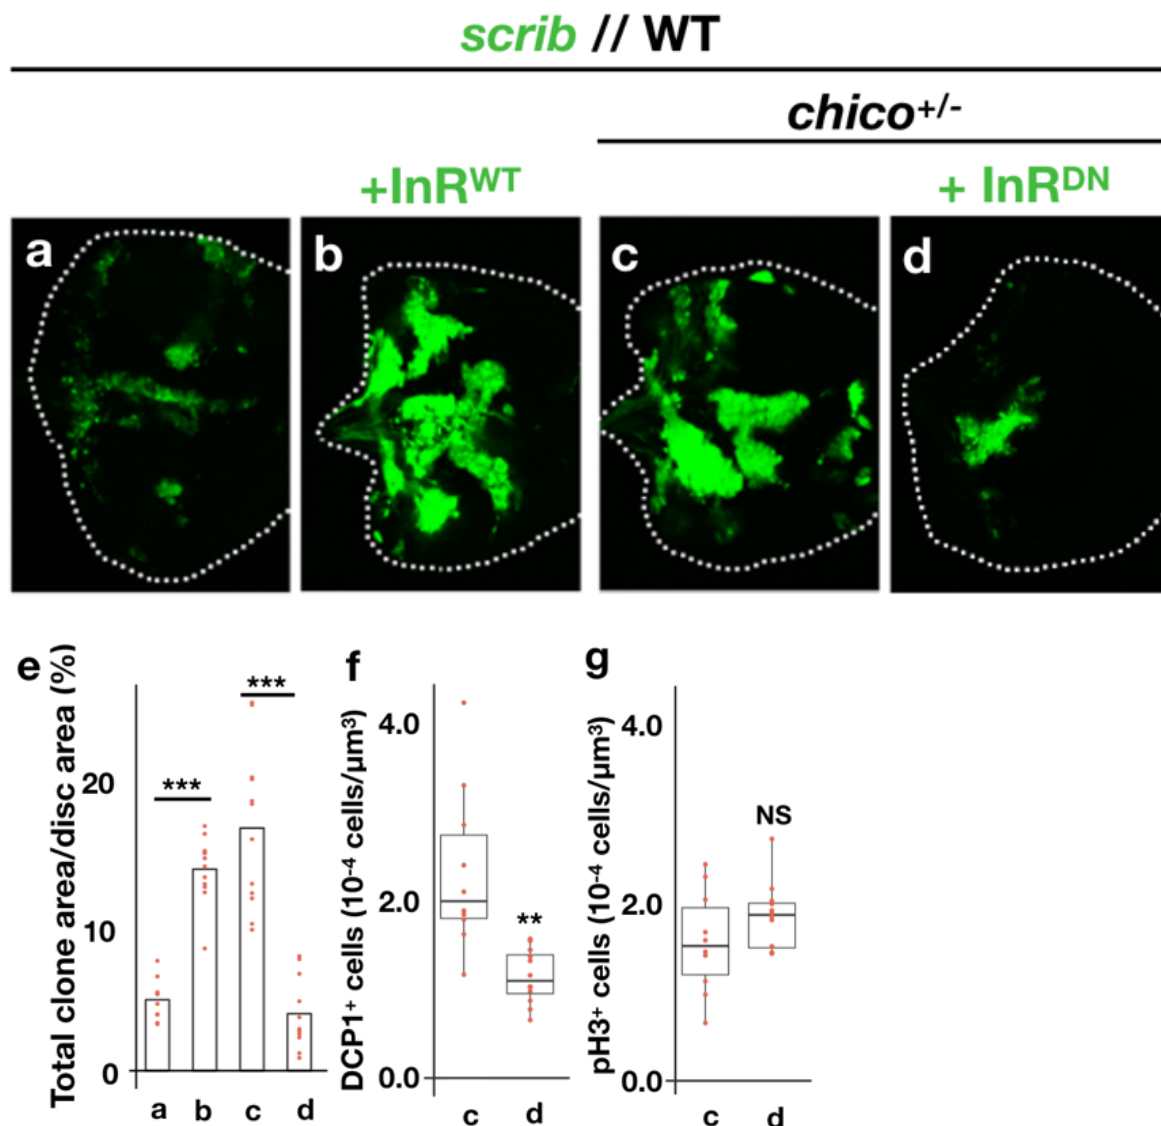 scrib // WT
chico+/-
+InRWT
+ InRDN
a
b
c
d
e
Total clone area/disc area (%)
***
***
20
10
0
a
b
c
d
f
DCP1+ cells (10-4 cells/µm3)
4.0
2.0
0.0
**
c
d
g
pH3+ cells (10-4 cells/µm3)
4.0
2.0
0.0
NS
c
d